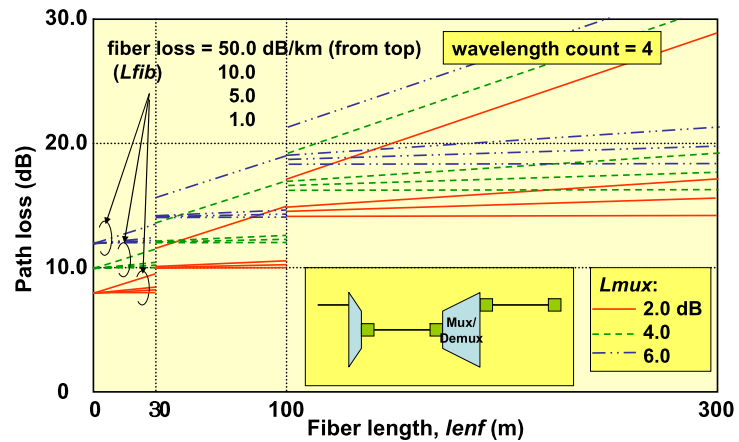 30.0
fiber loss = 50.0 dB/km (from top)
(Lfib)
10.0
5.0
1.0
wavelength count = 4
20.0
Path loss (dB)
10.0
Mux/
Demux
Lmux:
2.0 dB
4.0
6.0
0
0
30
100
300
Fiber length, lenf (m)